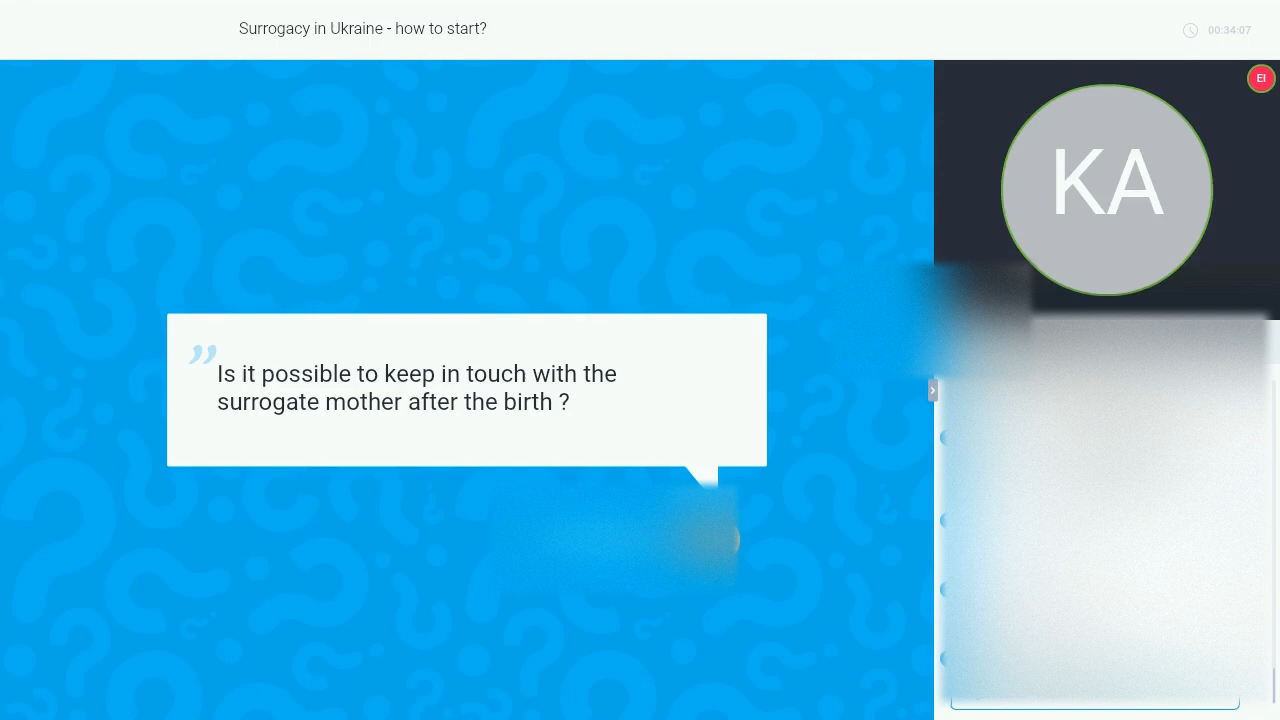 Surrogacy in Ukraine - how to start?
00:34:07
EI
KA
Is it possible to keep in touch with the
surrogate mother after the birth ?